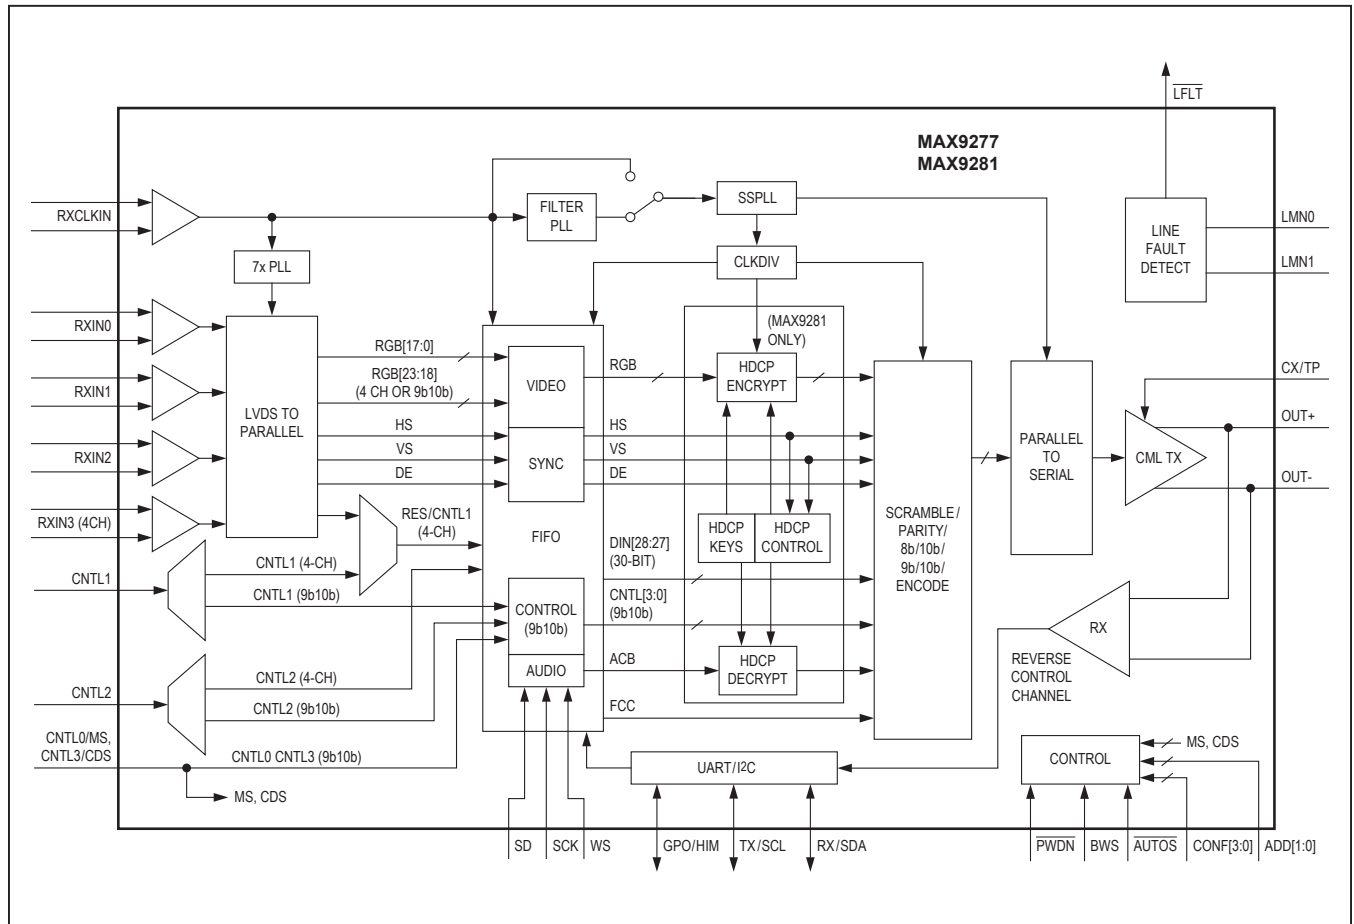 LFLT
MAX9277
MAX9281
RXCLKIN
FILTER
PLL
SSPLL
LINE
FAULT
DETECT
LMN0
LMN1
7x PLL
CLKDIV
RXIN0
RXIN1
RXIN2
RXIN3 (4CH)
LVDS TO
PARALLEL
RGB[17:0]
RGB[23:18]
(4 CH OR 9b10b)
HS
VS
DE
VIDEO
SYNC
RGB
HS
VS
DE
(MAX9281
ONLY)
HDCP
ENCRYPT
HDCP
KEYS
HDCP
CONTROL
HDCP
DECRYPT
SCRAMBLE/
PARITY/
8b/10b/
9b/10b/
ENCODE
PARALLEL
TO
SERIAL
CML TX
CX/TP
OUT+
OUT-
RES/CNTL1
(4-CH)
FIFO
DIN[28:27]
(30-BIT)
CNTL[3:0]
(9b10b)
CNTL1
CNTL1 (4-CH)
CNTL1 (9b10b)
CONTROL
(9b10b)
AUDIO
ACB
FCC
RX
REVERSE
CONTROL
CHANNEL
CNTL2
CNTL2 (4-CH)
CNTL2 (9b10b)
CNTL0/MS,
CNTL3/CDS
CNTL0 CNTL3 (9b10b)
MS, CDS
UART/I2C
CONTROL
MS, CDS
SD
SCK
WS
GPO/HIM
TX/SCL
RX/SDA
PWDN
BWS
AUTOS
CONF[3:0]
ADD[1:0]